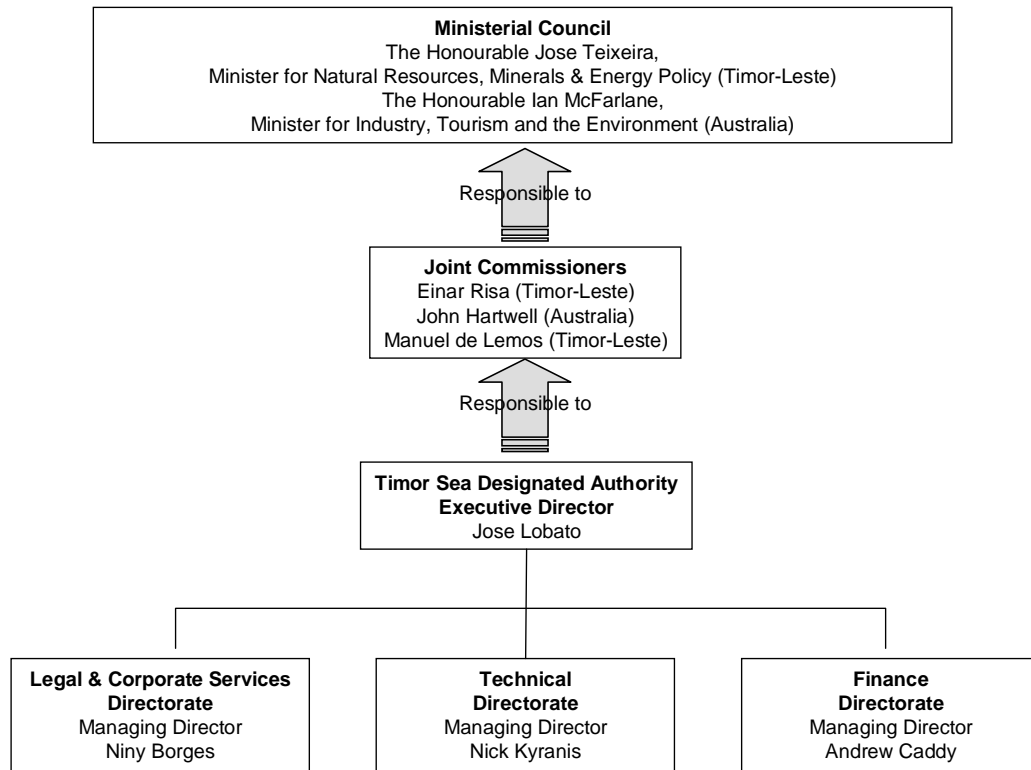 Ministerial Council
The Honourable Jose Teixeira,
Minister for Natural Resources, Minerals & Energy Policy (Timor-Leste)
The Honourable Ian McFarlane,
Minister for Industry, Tourism and the Environment (Australia)
Responsible to
Joint Commissioners
Einar Risa (Timor-Leste)
John Hartwell (Australia)
Manuel de Lemos (Timor-Leste)
Responsible to
Timor Sea Designated Authority
Executive Director
Jose Lobato
Legal & Corporate Services
Directorate
Managing Director
Niny Borges
Technical
Directorate
Managing Director
Nick Kyranis
Finance
Directorate
Managing Director
Andrew Caddy